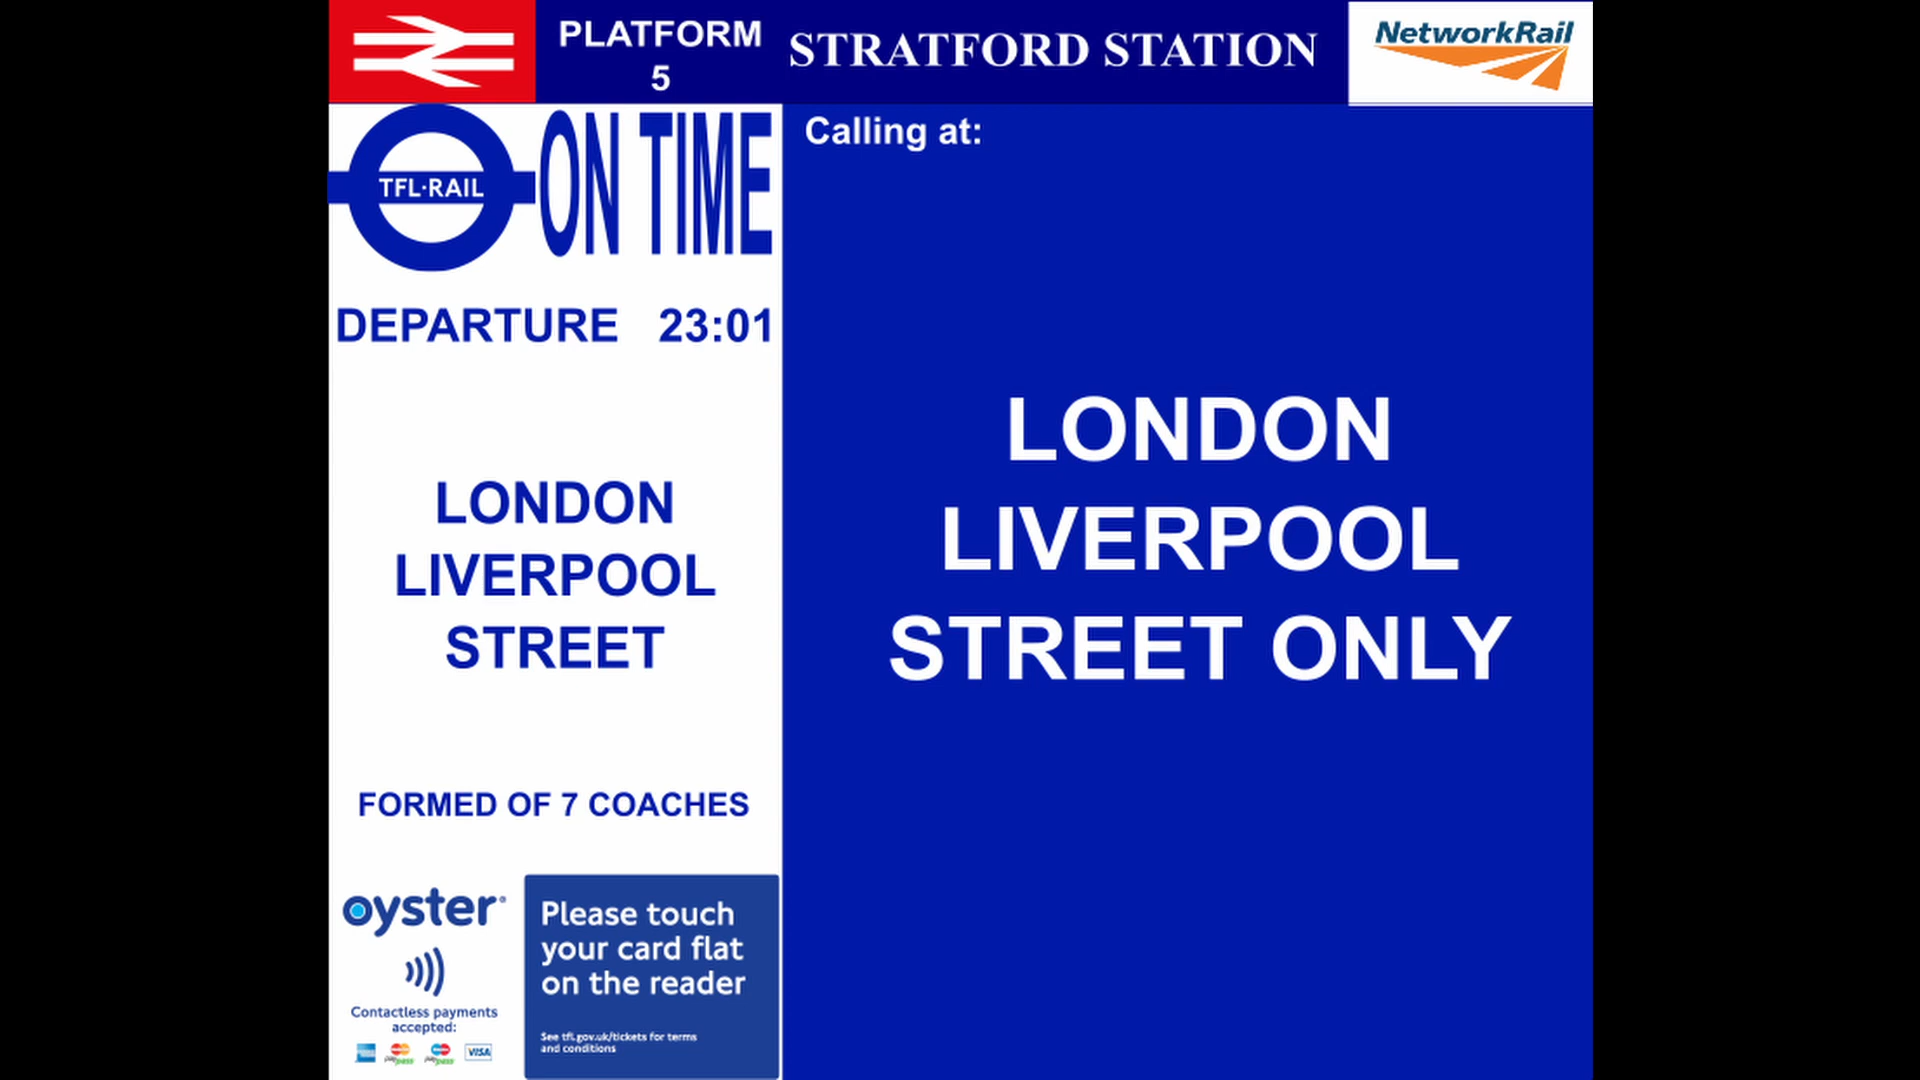 PLATFORM
5
STRATFORD STATION
NetworkRail
TFL·RAIL
ON TIME
DEPARTURE 23:01
LONDON
LIVERPOOL
STREET
FORMED OF 7 COACHES
oyster
Contactless payments
accepted:
VISA
Please touch
your card flat
on the reader
See tfl.gov.uk/tickets for terms
and conditions
Calling at:
LONDON
LIVERPOOL
STREET ONLY